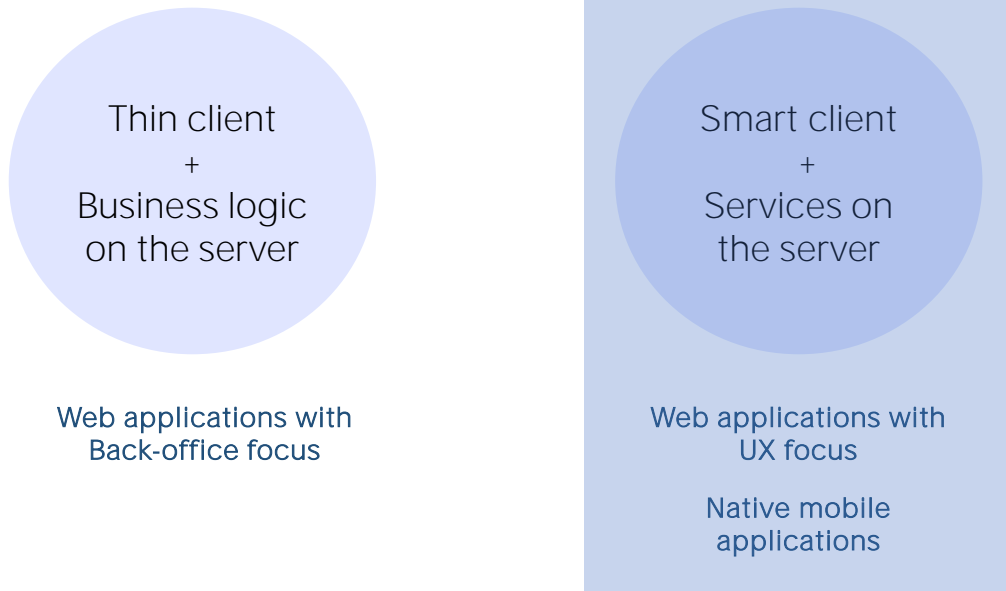 Thin client
+
Business logic
on the server
Web applications with
Back-office focus
Smart client
+
Services on
the server
Web applications with
UX focus
Native mobile
applications